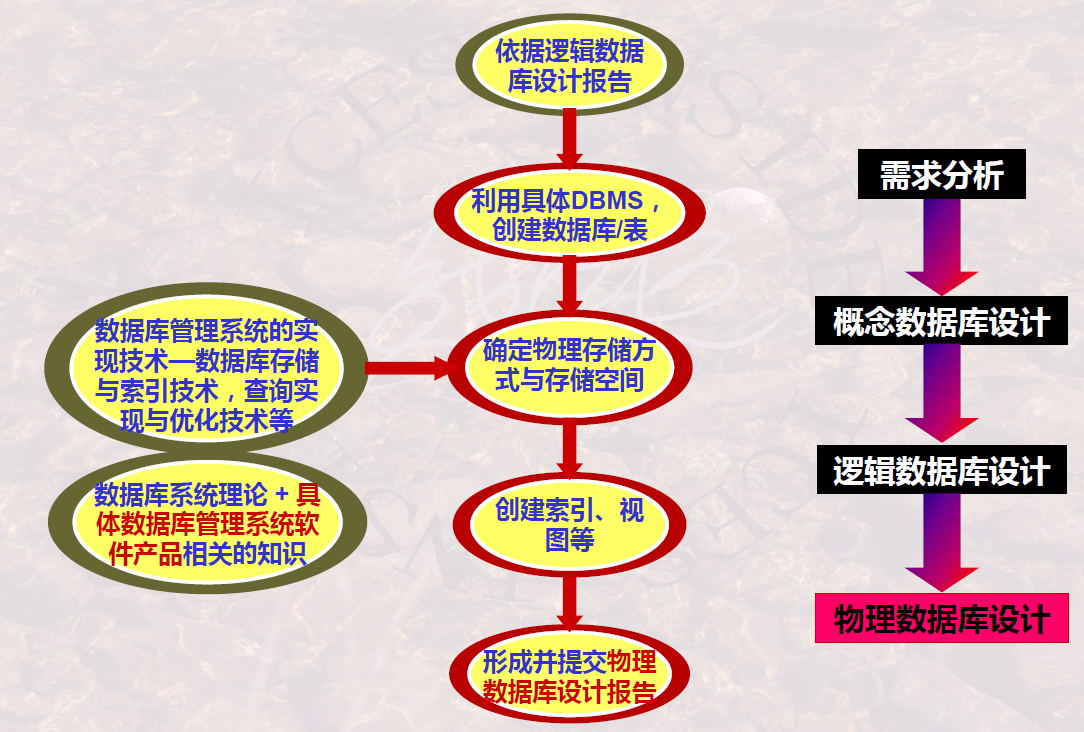 依据逻辑数据
库设计报告
利用具体DBMS，
创建数据库/表
确定物理存储方
式与存储空间
创建索引、视
图等
形成并提交物理
数据库设计报告
数据库管理系统的实
现技术—数据库存储
与索引技术，查询实
现与优化技术等
数据库系统理论 + 具
体数据库管理系统软
件产品相关的知识
需求分析
概念数据库设计
逻辑数据库设计
物理数据库设计